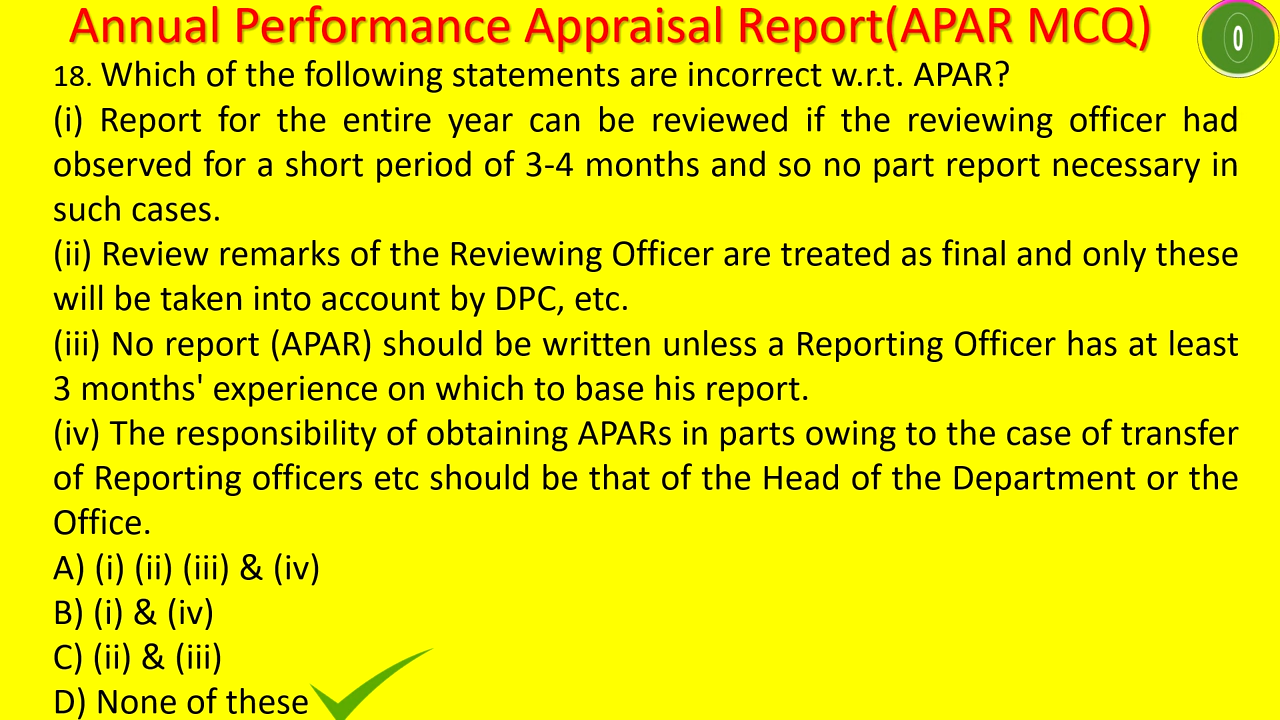 Annual Performance Appraisal Report(APAR MCQ)
0
18. Which of the following statements are incorrect w.r.t. APAR?
(i) Report for the entire year can be reviewed if the reviewing officer had
observed for a short period of 3-4 months and so no part report necessary in
such cases.
(ii) Review remarks of the Reviewing Officer are treated as final and only these
will be taken into account by DPC, etc.
(iii) No report (APAR) should be written unless a Reporting Officer has at least
3 months' experience on which to base his report.
(iv) The responsibility of obtaining APARs in parts owing to the case of transfer
of Reporting officers etc should be that of the Head of the Department or the
Office.
A) (i) (ii) (iii) & (iv)
B) (i) & (iv)
C) (ii) & (iii)
D) None of these